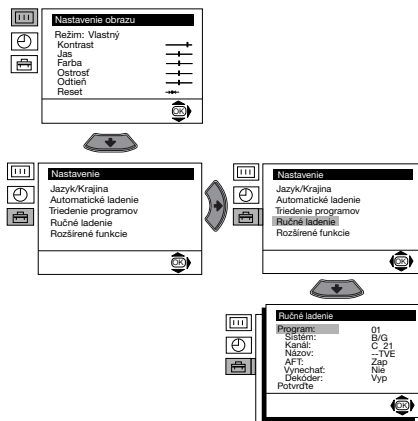 Nastavenie obrazu
Režim: Vlastný
Kontrast
Jas
Farba
Ostrosť
Odtieň
Reset
OK
Nastavenie
Jazyk/Krajina
Automatické ladenie
Triedenie programov
Ručné ladenie
Rozšírené funkcie
OK
Nastavenie
Jazyk/Krajina
Automatické ladenie
Triedenie programov
Ručné ladenie
Rozšírené funkcie
OK
Ručné ladenie
Program: 01
Sistém: B/G
Kanál: C 21
Názov: --TVE
AFT: Zap
Vynechať: Nie
Dekóder: Vyp
Potvrďte
OK